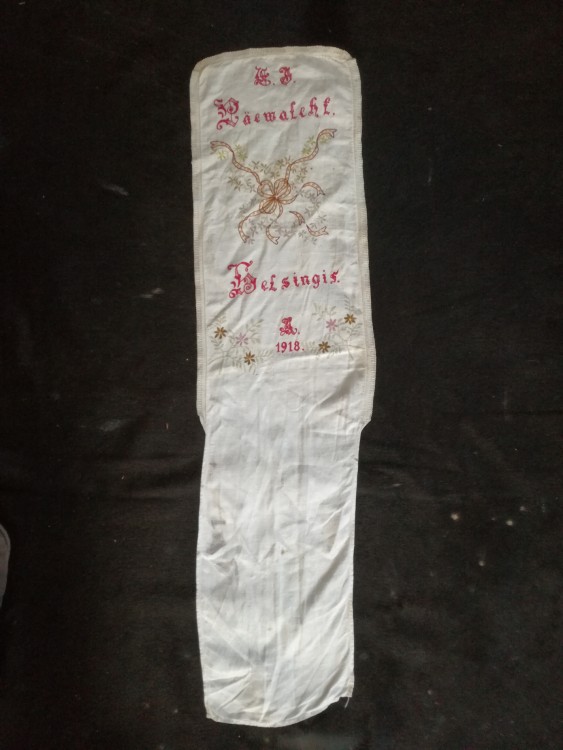 E. J.
Päewaleht.
Helsingis.
A.
1918.